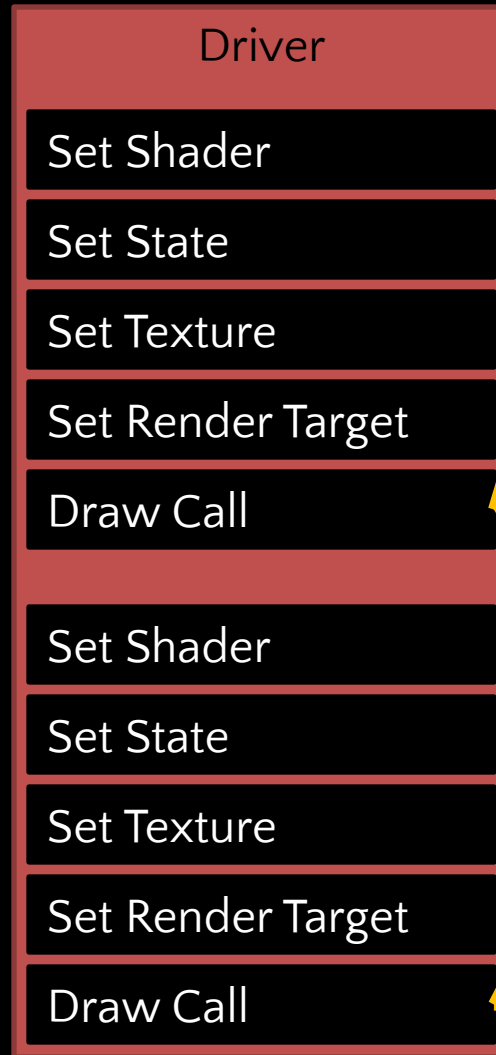 Driver
Set Shader
Set State
Set Texture
Set Render Target
Draw Call
Set Shader
Set State
Set Texture
Set Render Target
Draw Call